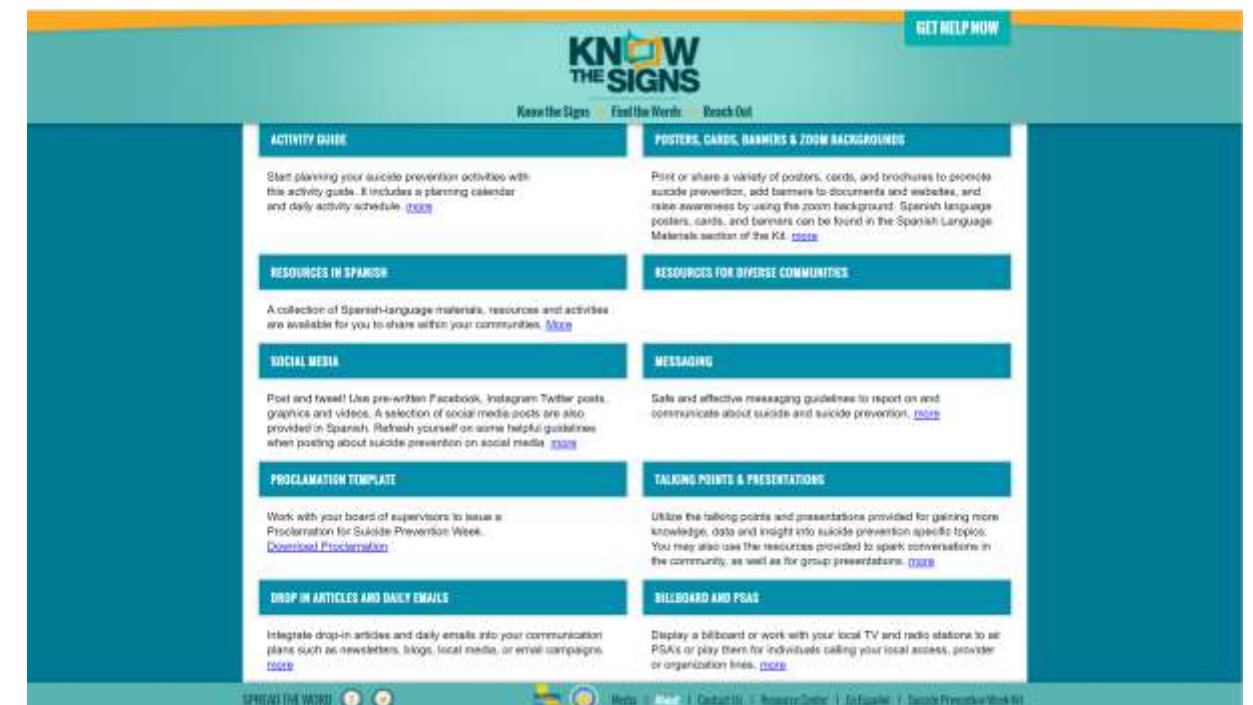 GET HELP NOW
KNOW
THE SIGNS
Know the Signn Find the Words Reach Out
ACTIVITY GUIDE
Start planning your suicide prevention activities with
this activity guide. It includes a planning calendar
and daily activity schedule. more
POSTERS, CARDS, BANNERS & ZOOM BACKGROUNDS
Print or share a variety of posters, cards, and brochures to promote
suicide prevention, add banners to documents and websites, and
raise awareness by using the zoom background. Spanish language
posters, cards, and banners can be found in the Spanish Language
Materials section of the Kit. more
RESOURCES IN SPANISH
A collection of Spanish-language materials, resources and activities
are available for you to share within your communities. More
RESOURCES FOR DIVERSE COMMUNITIES
SOCIAL MEDIA
Post and tweet! Use pre-written Facebook, Instagram Twitter posts,
graphics and videos. A selection of social media posts are also
provided in Spanish. Refresh yourself on some helpful guidelines
when posting about suicide prevention on social media. more
MESSAGING
Safe and effective messaging guidelines to report on and
communicate about suicide and suicide prevention. more
PROCLAMATION TEMPLATE
Work with your board of supervisors to issue a
Proclamation for Suicide Prevention Week.
Download Proclamation
TALKING POINTS & PRESENTATIONS
Utilize the talking points and presentations provided for gaining more
knowledge, data and insight into suicide prevention specific topics.
You may also use the resources provided to spark conversations in
the community, as well as for group presentations. more
DROP IN ARTICLES AND DAILY EMAILS
Integrate drop-in articles and daily emails into your communication
plans such as newsletters, blogs, local media, or email campaigns.
more
BILLBOARD AND PSAS
Display a billboard or work with your local TV and radio stations to air
PSA's or play them for individuals calling your local access, provider
or organization lines. more
SPREAD THE WORD
Media | About | Contact Us | Resource Center | En Español | Suicide Prevention Week Kit